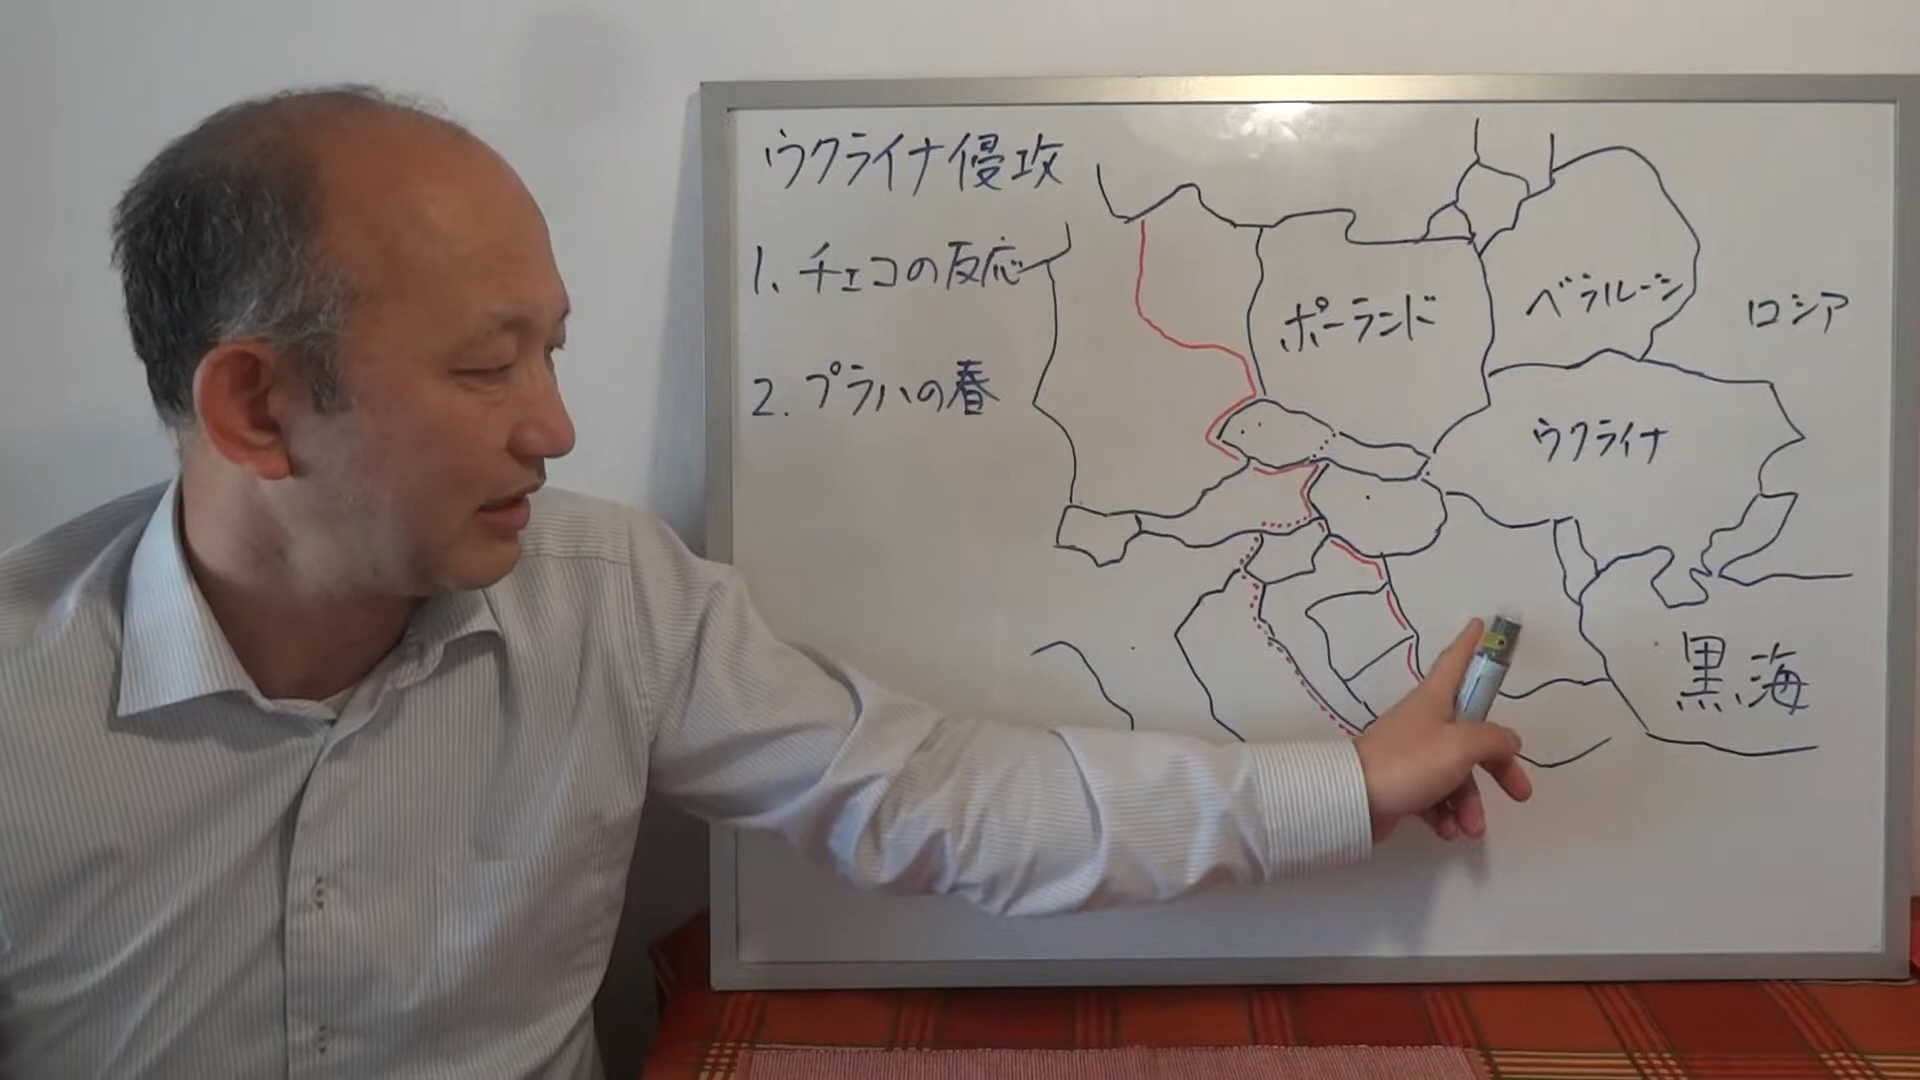 ウクライナ侵攻
1. チェコの反応
2. プラハの春
ポーランド
ベラルーシ
ロシア
ウクライナ
黒海